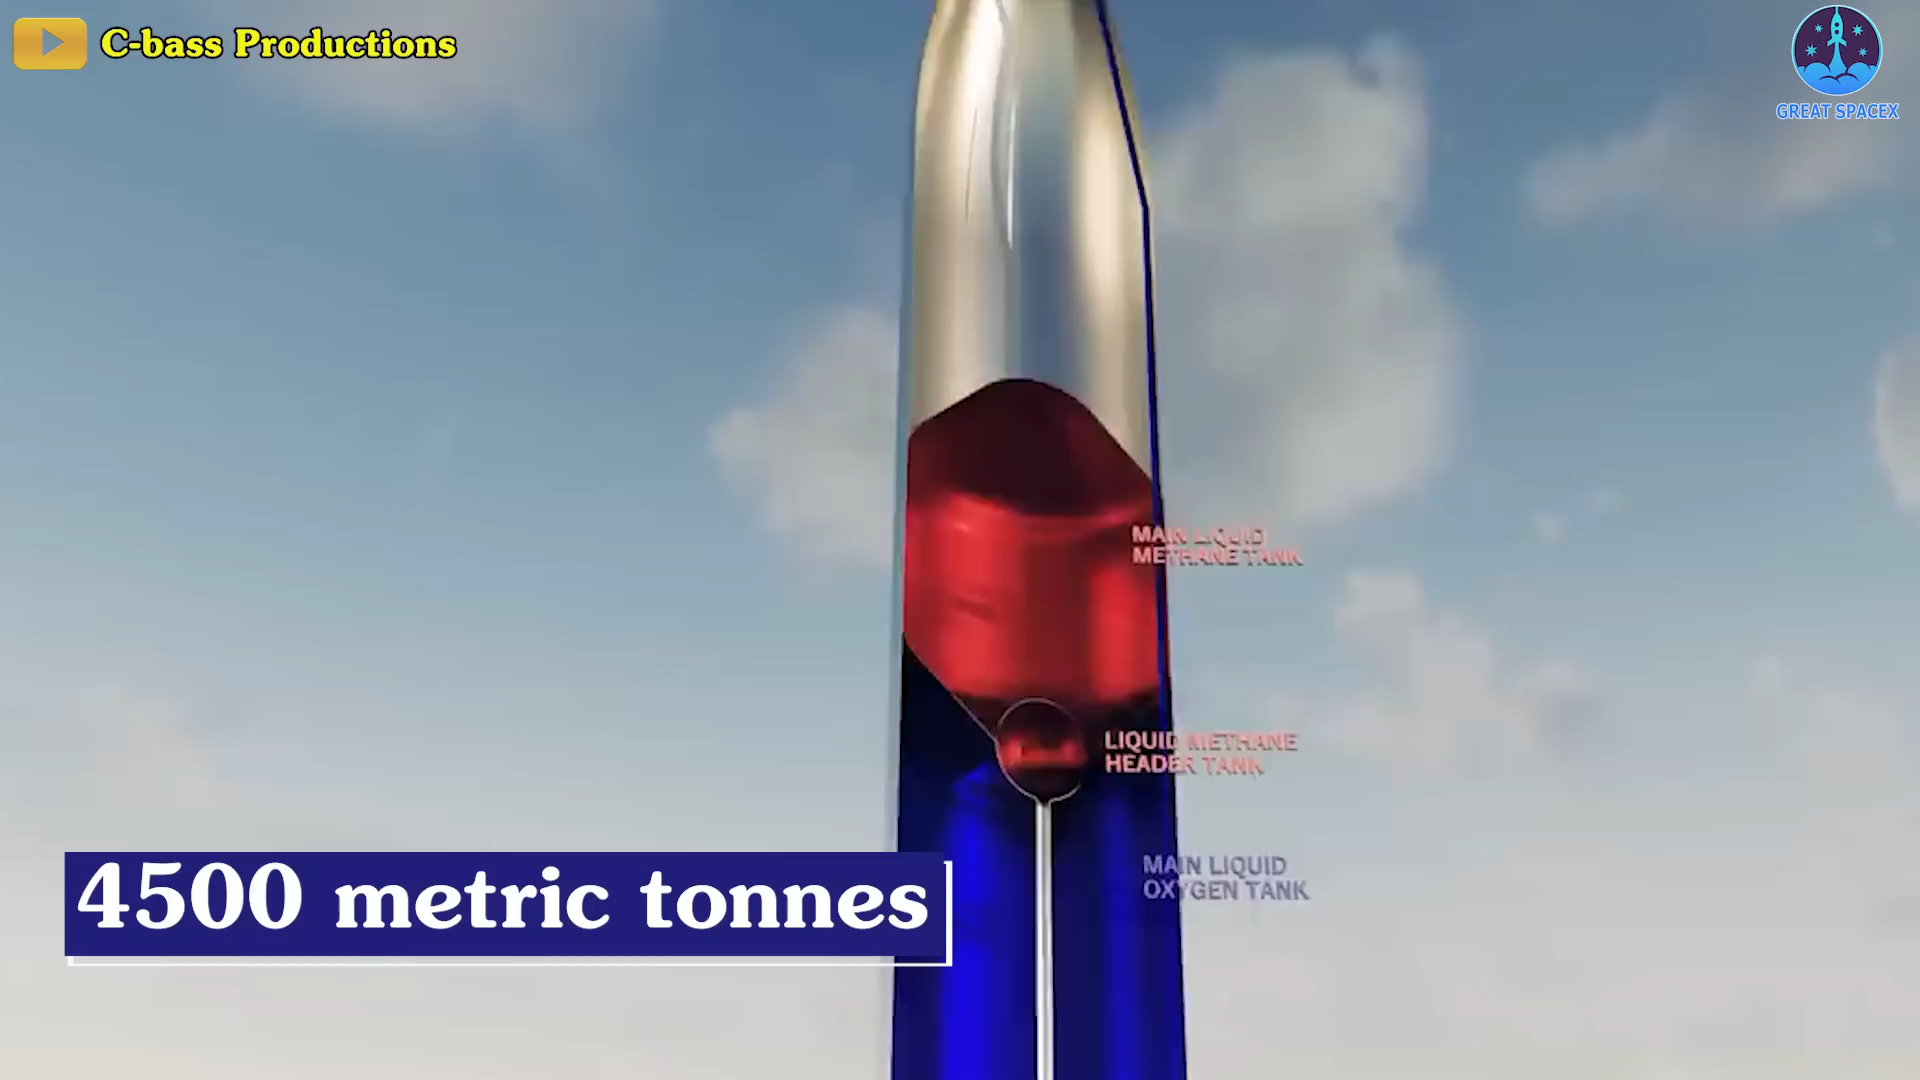 C-bass Productions
GREAT SPACEX
MAIN LIQUID
METHANE TANK
LIQUID METHANE
HEADER TANK
MAIN LIQUID
OXYGEN TANK
4500 metric tonnes